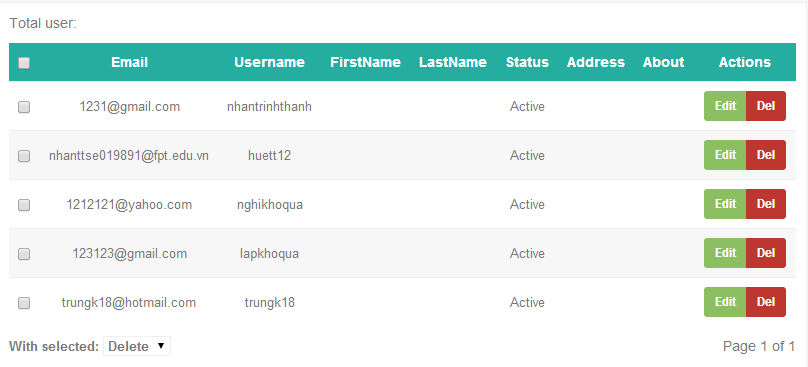 Total user:
Email Username FirstName LastName Status Address About Actions
1231@gmail.com nhantrinhthanh Active Edit Del
nhanttse019891@fpt.edu.vn huett12 Active Edit Del
1212121@yahoo.com nghikhoqua Active Edit Del
123123@gmail.com lapkhoqua Active Edit Del
trungk18@hotmail.com trungk18 Active Edit Del
With selected: Delete Page 1 of 1